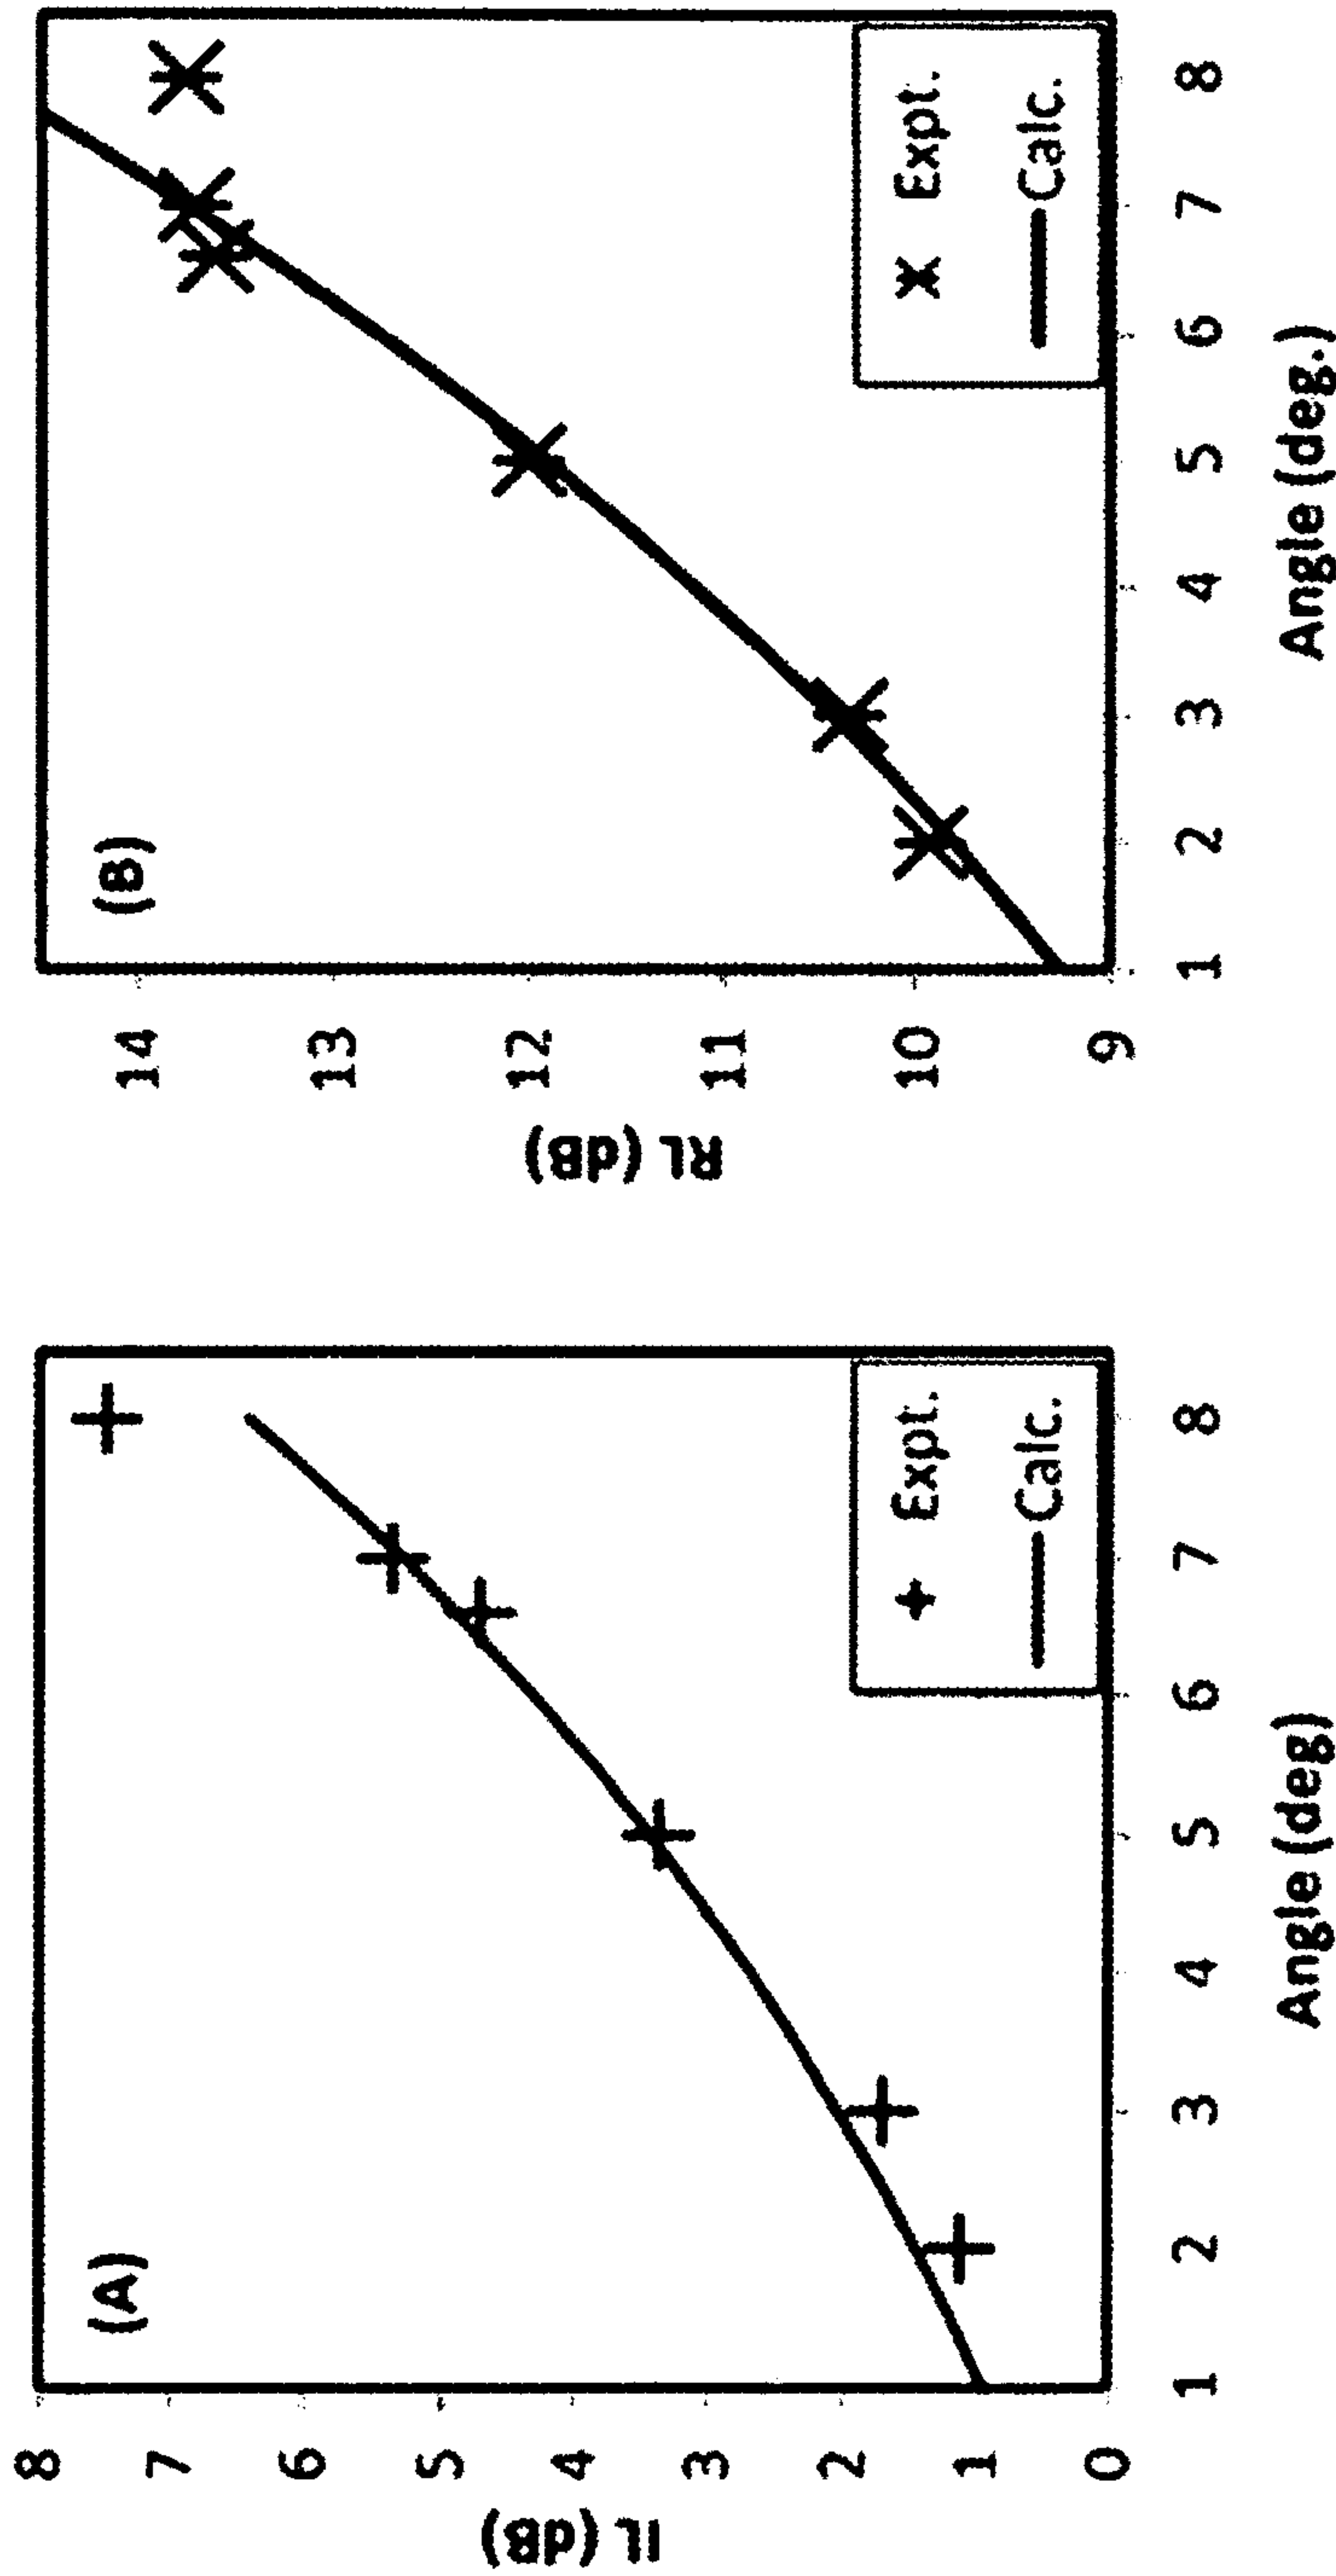 (A)
IL (dB)
8
7
6
5
4
3
2
1
0
1 2 3 4 5 6 7 8
Angle (deg)
Expt.
Calc.
(B)
RL (dB)
14
13
12
11
10
9
1 2 3 4 5 6 7 8
Angle (deg.)
Expt.
Calc.